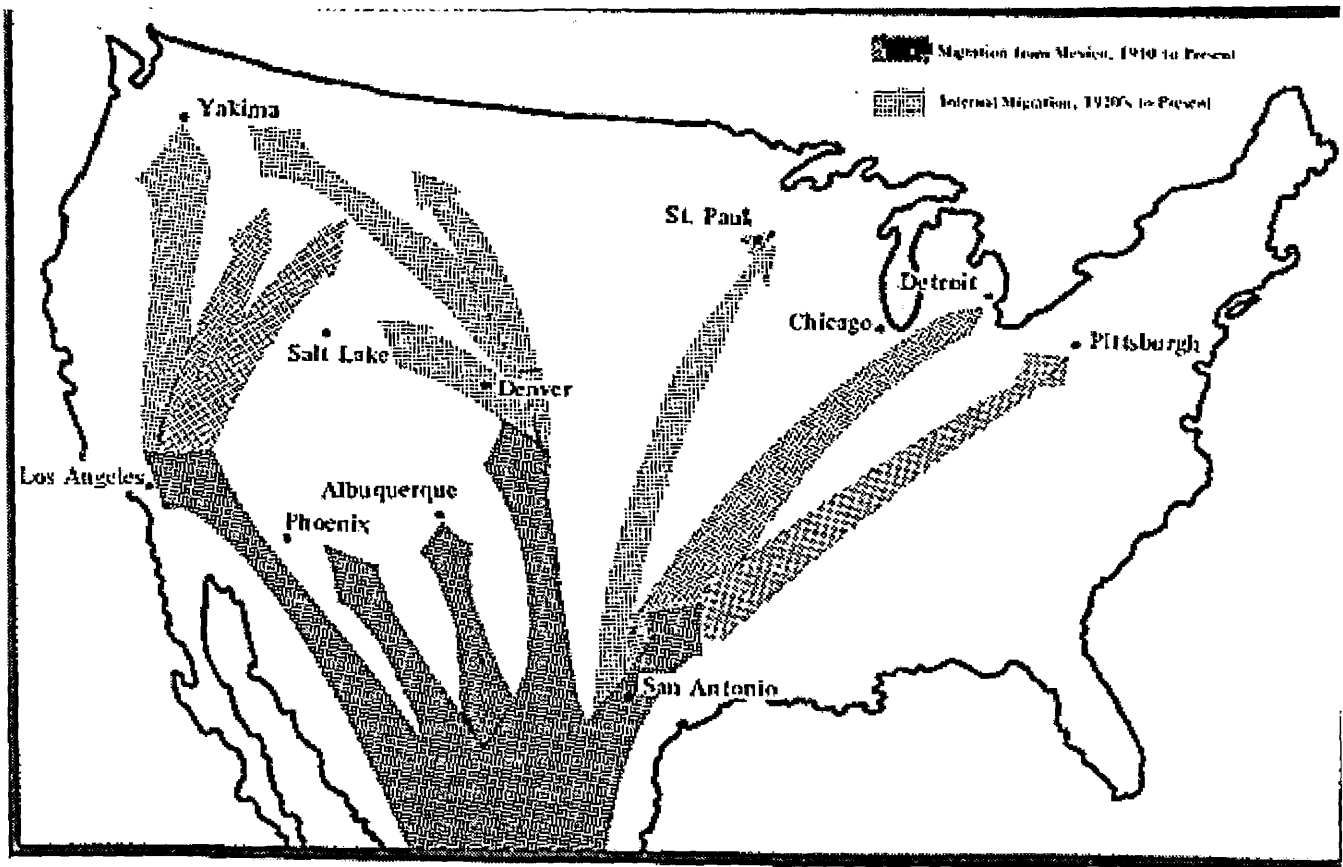 Migration from Mexico, 1910 to Present
Internal Migration, 1920's to Present
Yakima
St. Paul
Detroit
Chicago
Pittsburgh
Salt Lake
Denver
Los Angeles
Albuquerque
Phoenix
San Antonio